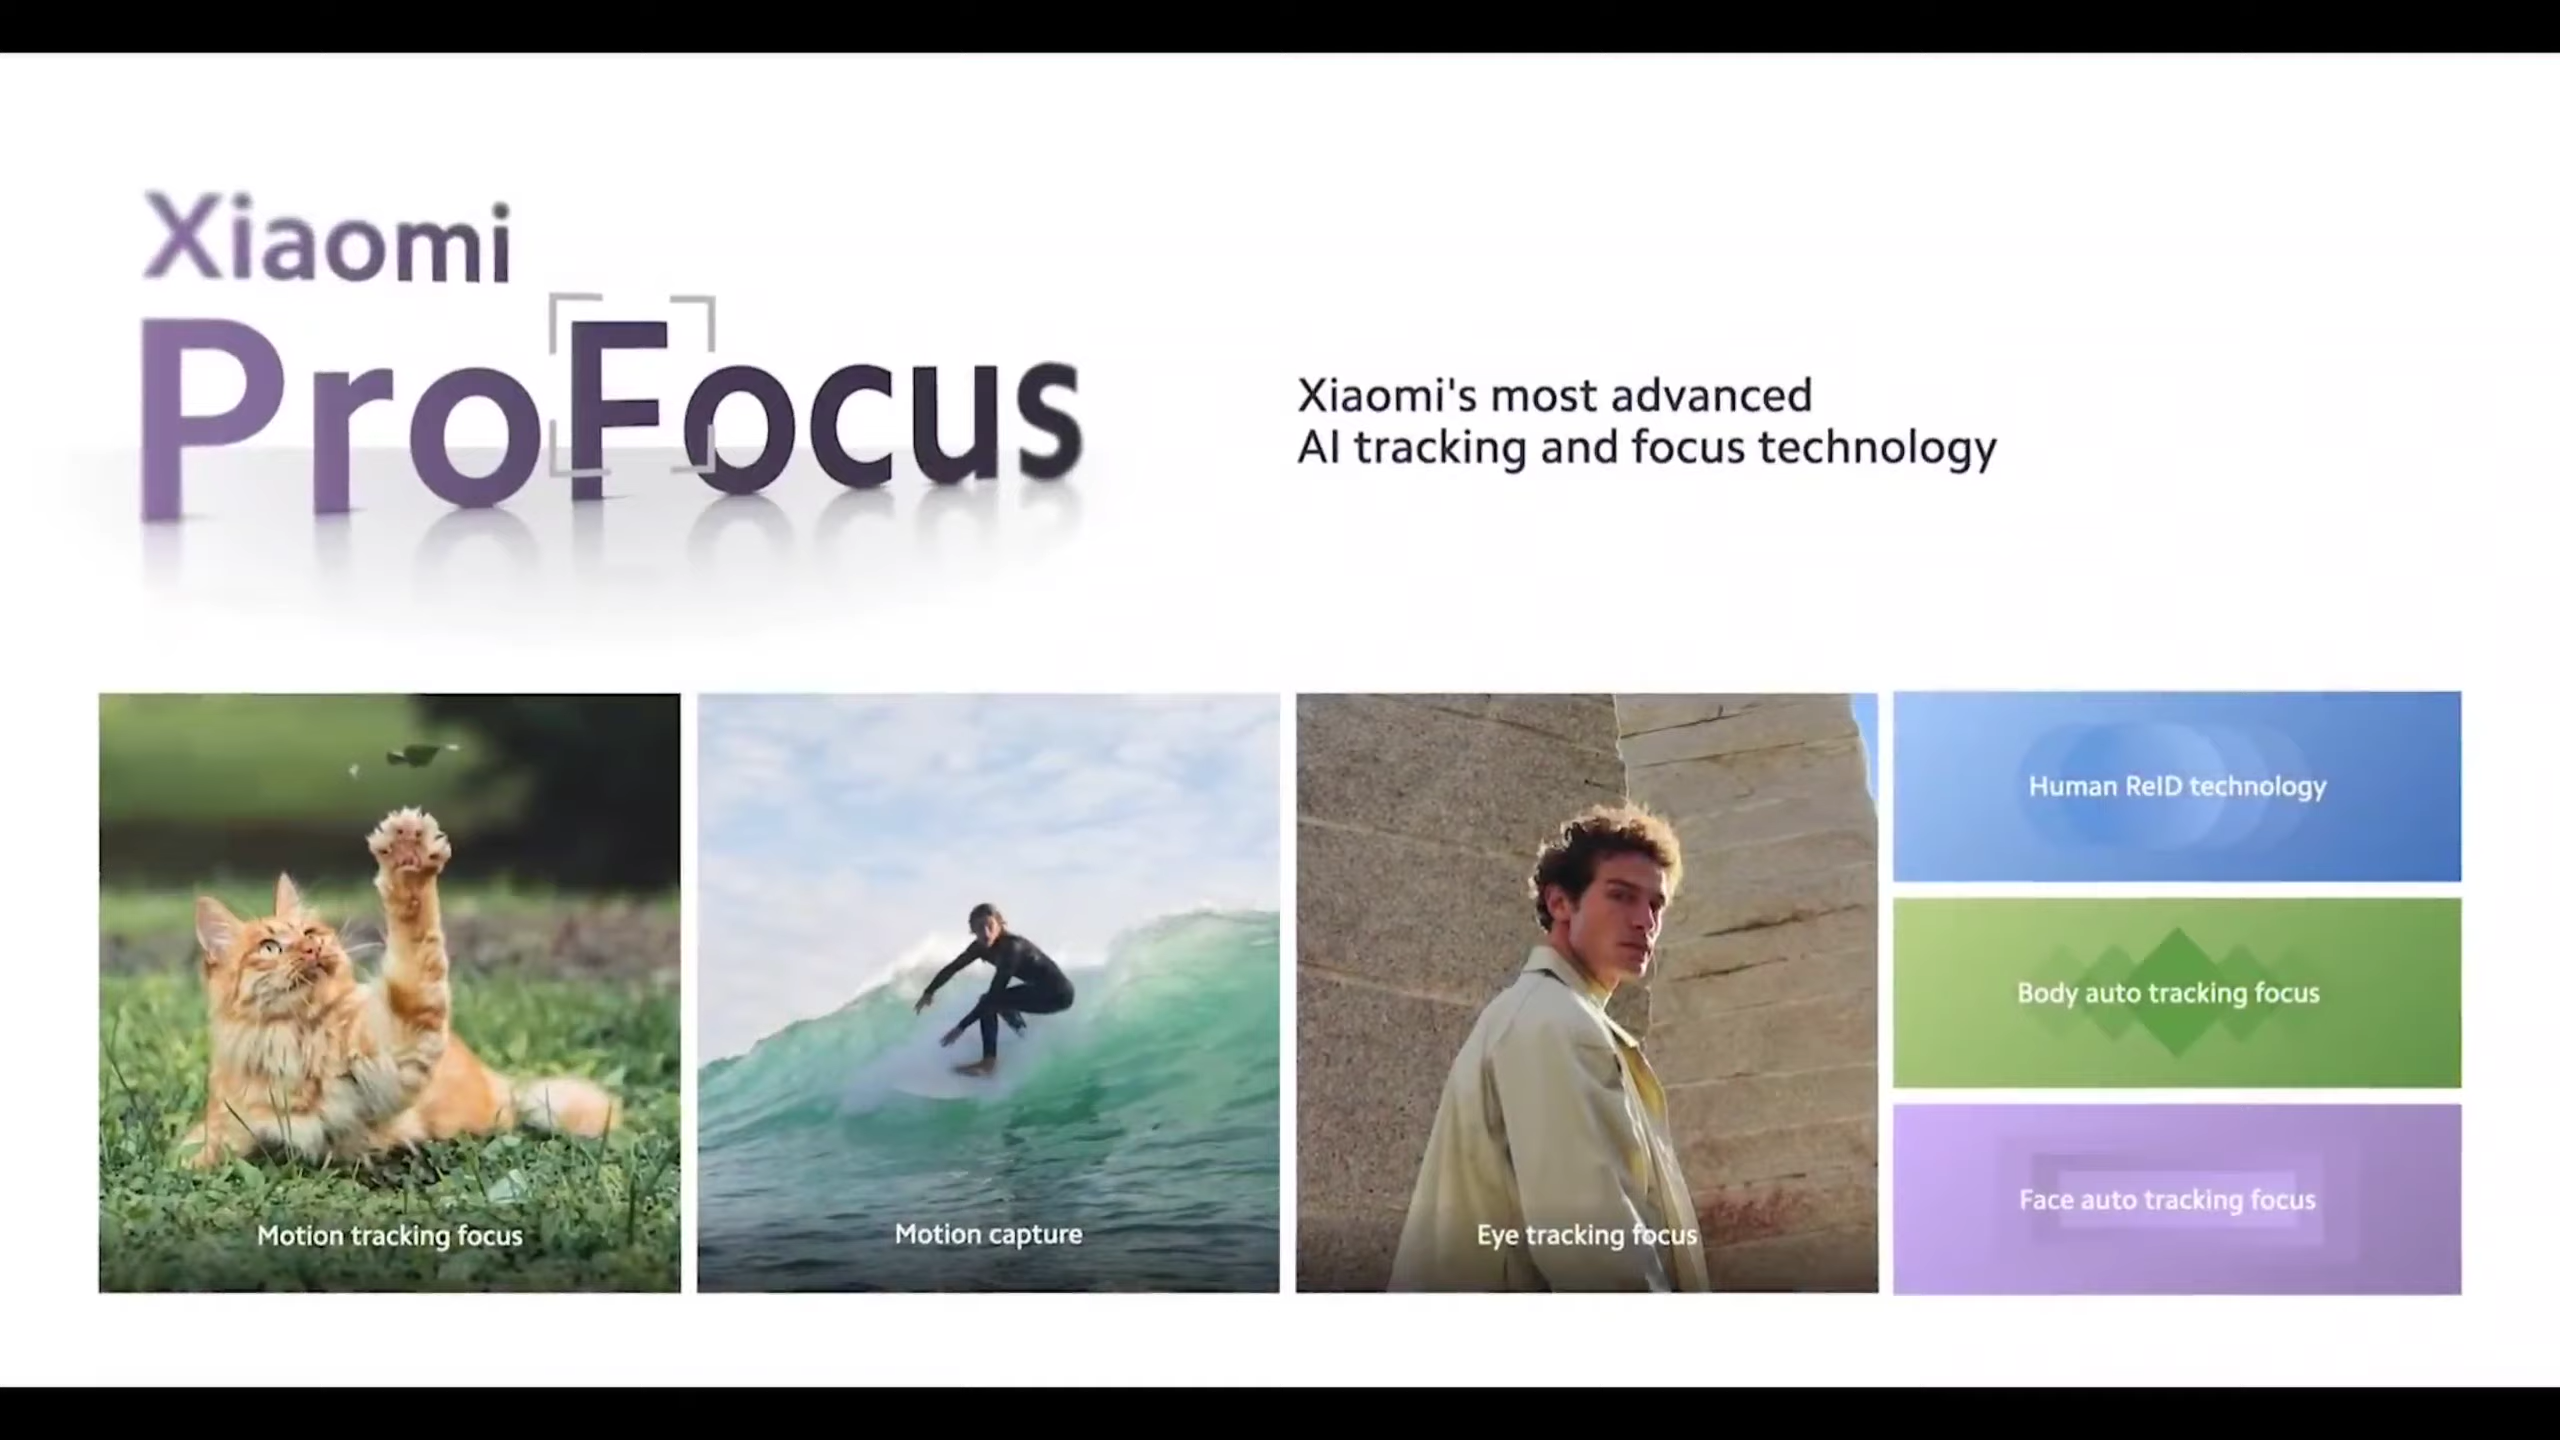 Xiaomi
ProFocus
Xiaomi's most advanced
AI tracking and focus technology
Motion tracking focus
Motion capture
Eye tracking focus
Human ReID technology
Body auto tracking focus
Face auto tracking focus